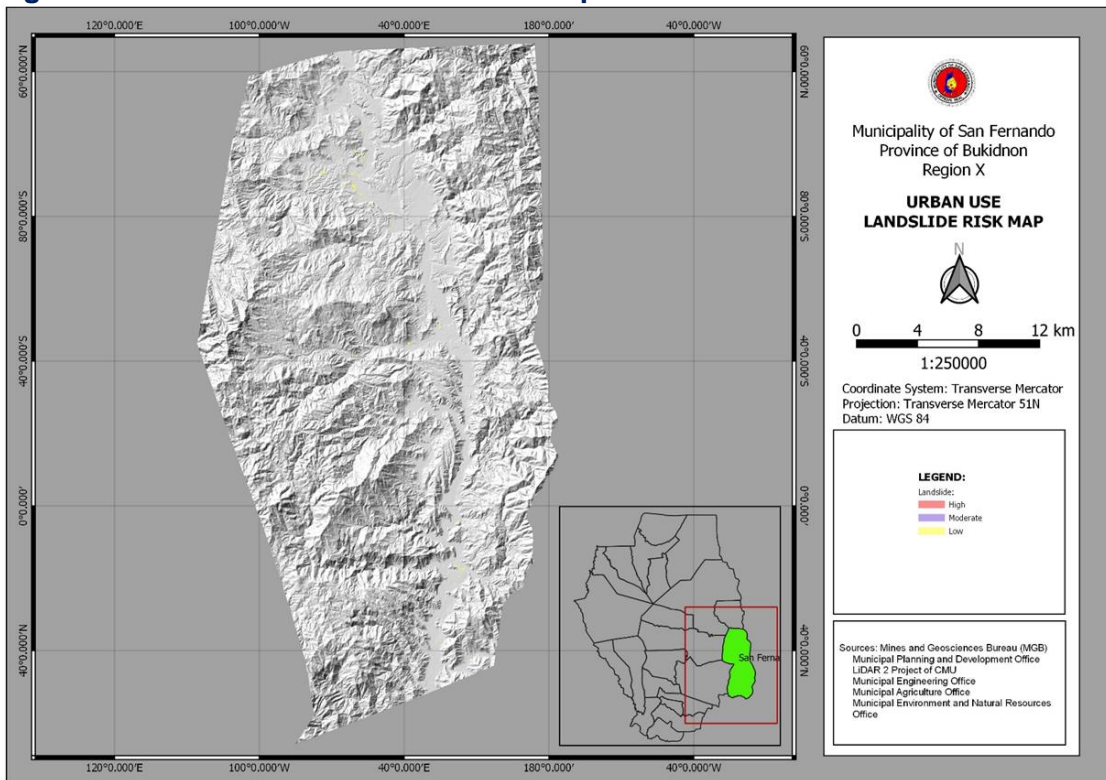 120°0.000'E 100°0.000'W 40°0.000'W 180°0.000' 40°0.000'W
60°0.000'N
80°0.000'S
40°0.000'S
0°0.000'
40°0.000'N
60°0.000'N
80°0.000'S
40°0.000'S
0°0.000'
40°0.000'N
120°0.000'E 100°0.000'W 40°0.000'W 180°0.000' 40°0.000'W
San Ferna
Municipality of San Fernando
Province of Bukidnon
Region X
URBAN USE
LANDSLIDE RISK MAP
N
0 4 8 12 km
1:250000
Coordinate System: Transverse Mercator
Projection: Transverse Mercator 51N
Datum: WGS 84
LEGEND:
Landslide:
High
Moderate
Low
Sources: Mines and Geosciences Bureau (MGB)
Municipal Planning and Development Office
LiDAR 2 Project of CMU
Municipal Engineering Office
Municipal Agriculture Office
Municipal Environment and Natural Resources
Office